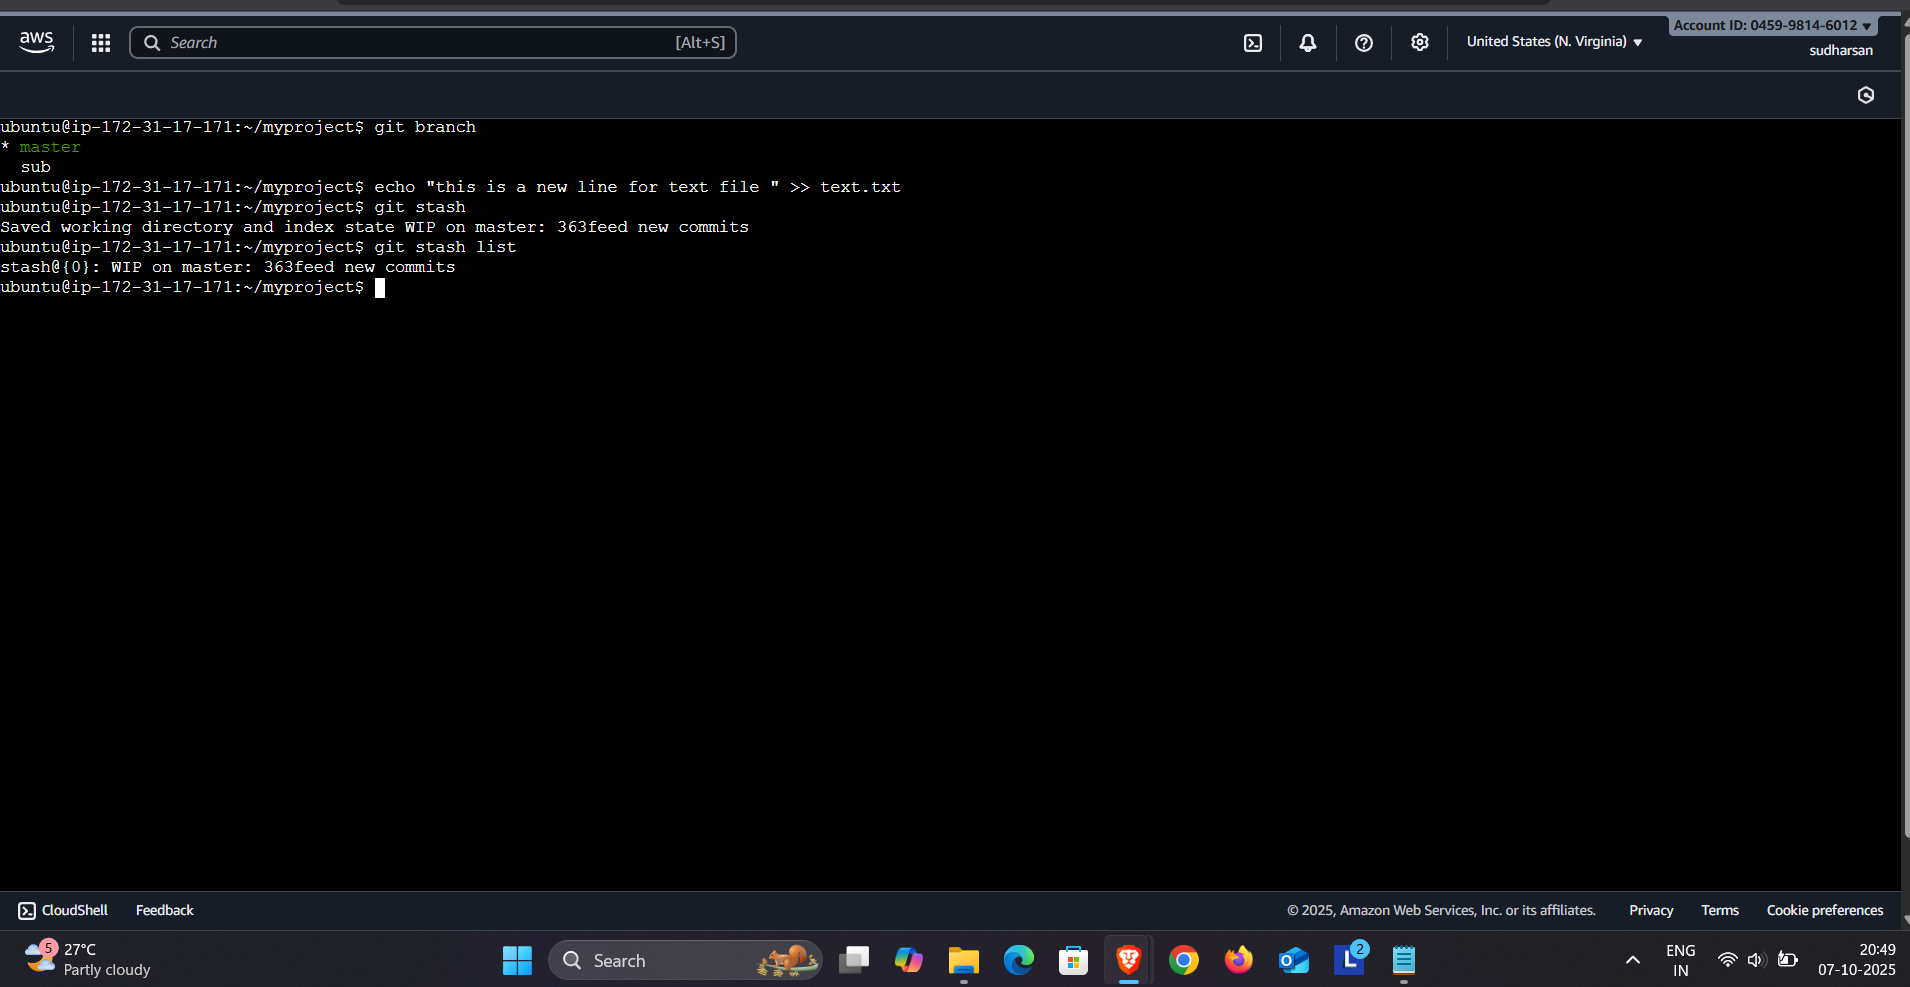 aws
Search
[Alt+S]
United States (N. Virginia)
Account ID: 0459-9814-6012
sudharsan
ubuntu@ip-172-31-17-171:~/myproject$ git branch
* master
sub
ubuntu@ip-172-31-17-171:~/myproject$ echo "this is a new line for text file " >> text.txt
ubuntu@ip-172-31-17-171:~/myproject$ git stash
Saved working directory and index state WIP on master: 363feed new commits
ubuntu@ip-172-31-17-171:~/myproject$ git stash list
stash@{0}: WIP on master: 363feed new commits
ubuntu@ip-172-31-17-171:~/myproject$
CloudShell
Feedback
© 2025, Amazon Web Services, Inc. or its affiliates.
Privacy
Terms
Cookie preferences
5
27°C
Partly cloudy
Search
L
2
ENG
IN
20:49
07-10-2025